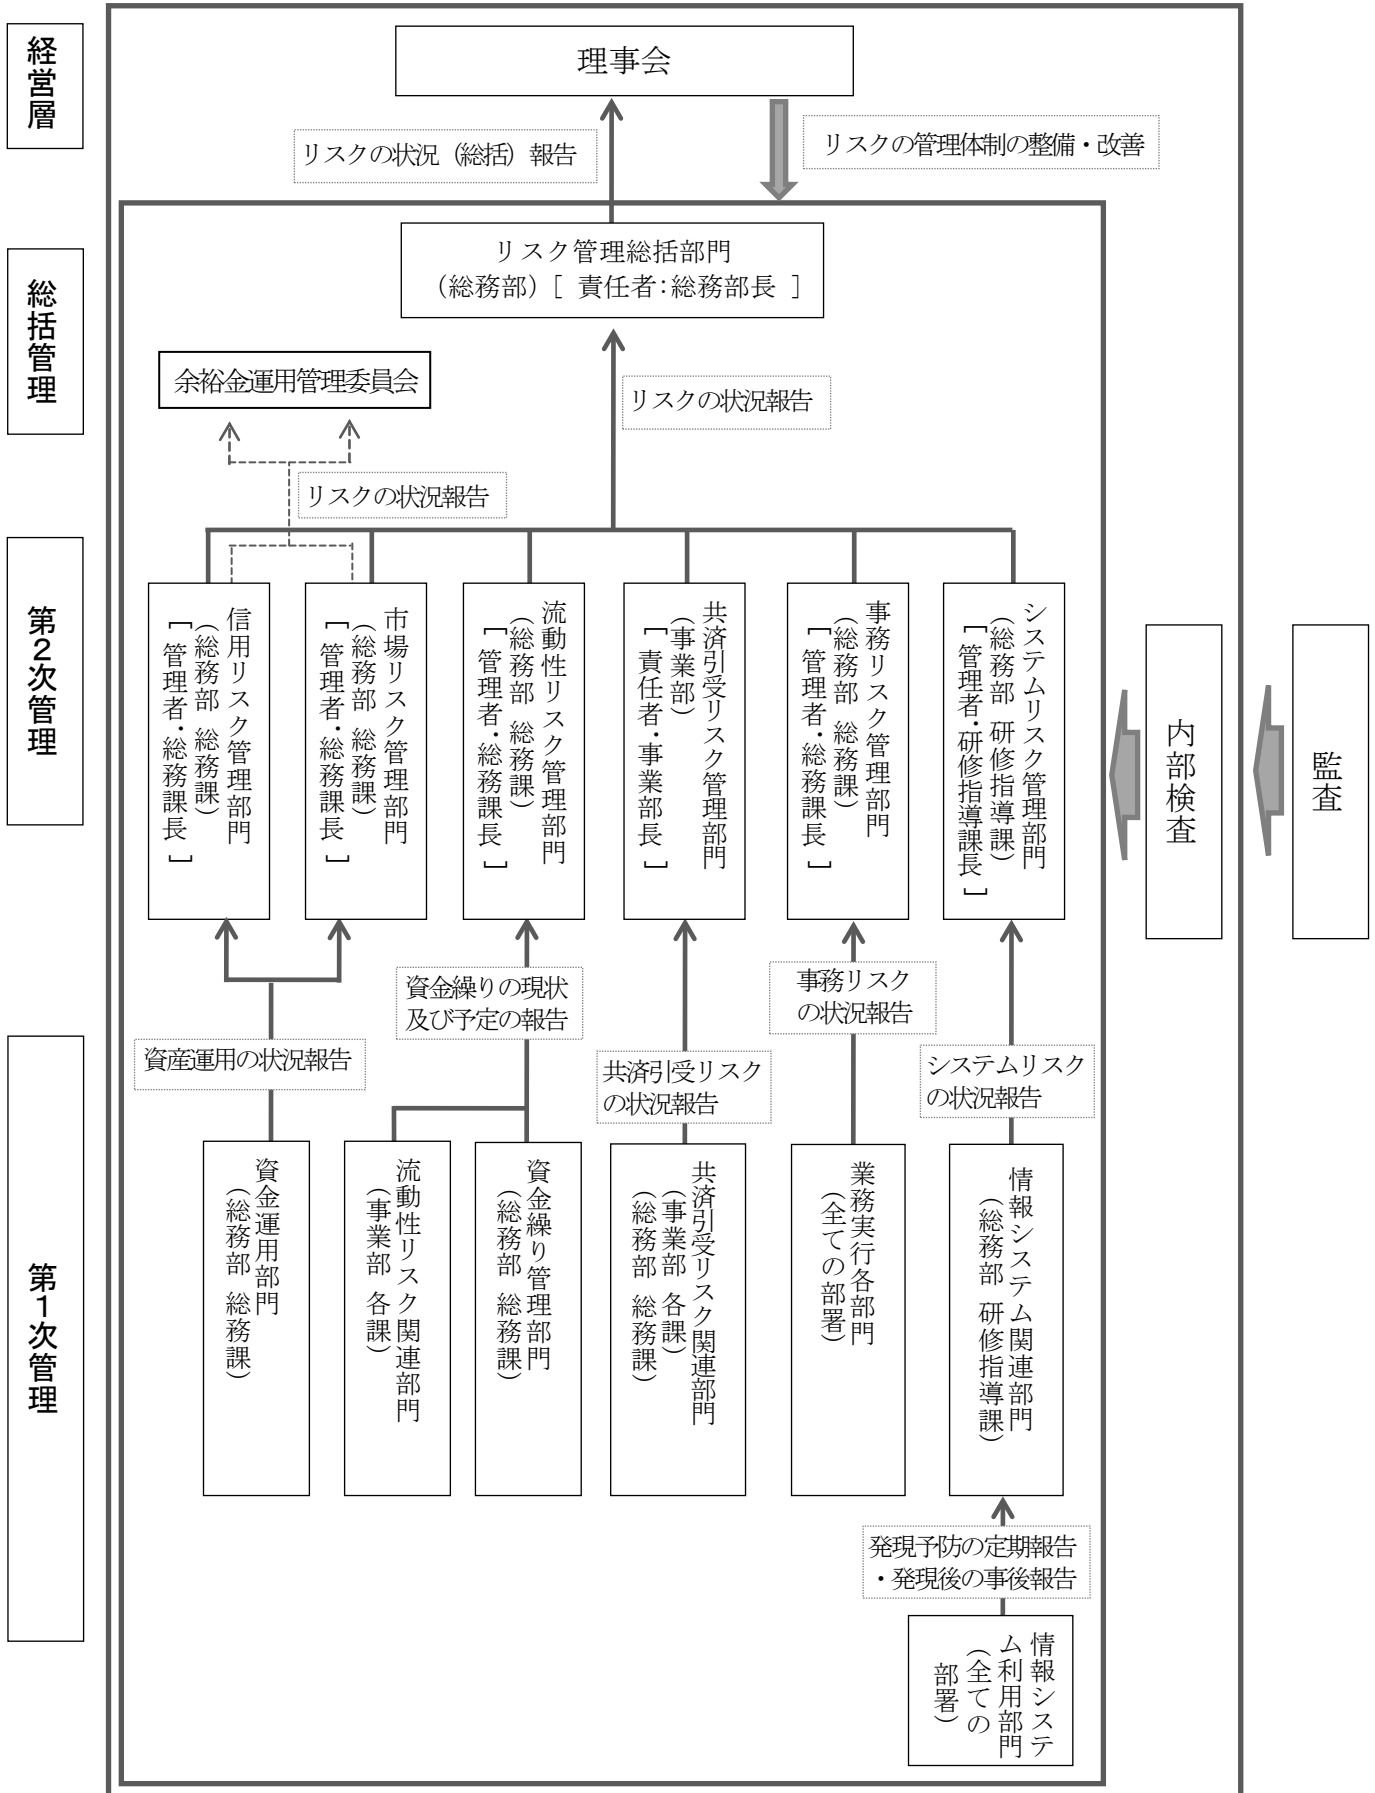 経営層
理事会
リスクの状況（総括）報告
リスクの管理体制の整備・改善
総括管理
リスク管理総括部門
（総務部）［ 責任者：総務部長 ］
余裕金運用管理委員会
リスクの状況報告
リスクの状況報告
第２次管理
信用リスク管理部門
（総務部 総務課）
［管理者・総務課長］
市場リスク管理部門
（総務部 総務課）
［管理者・総務課長］
流動性リスク管理部門
（総務部 総務課）
［管理者・総務課長］
共済引受リスク管理部門
（事業部）
［責任者・事業部長］
事務リスク管理部門
（総務部 総務課）
［管理者・総務課長］
システムリスク管理部門
（総務部 研修指導課）
［管理者・研修指導課長］
内部検査
監査
資産運用の状況報告
資金繰りの現状
及び予定の報告
共済引受リスク
の状況報告
事務リスク
の状況報告
システムリスク
の状況報告
第１次管理
資金運用部門
（総務部 総務課）
流動性リスク関連部門
（事業部 各課）
資金繰り管理部門
（総務部 総務課）
共済引受リスク関連部門
（事業部 各課）
（総務部 総務課）
業務実行各部門
（全ての部署）
情報システム関連部門
（総務部 研修指導課）
発現予防の定期報告
・発現後の事後報告
情報システ
ム利用部門
（全ての
部署）